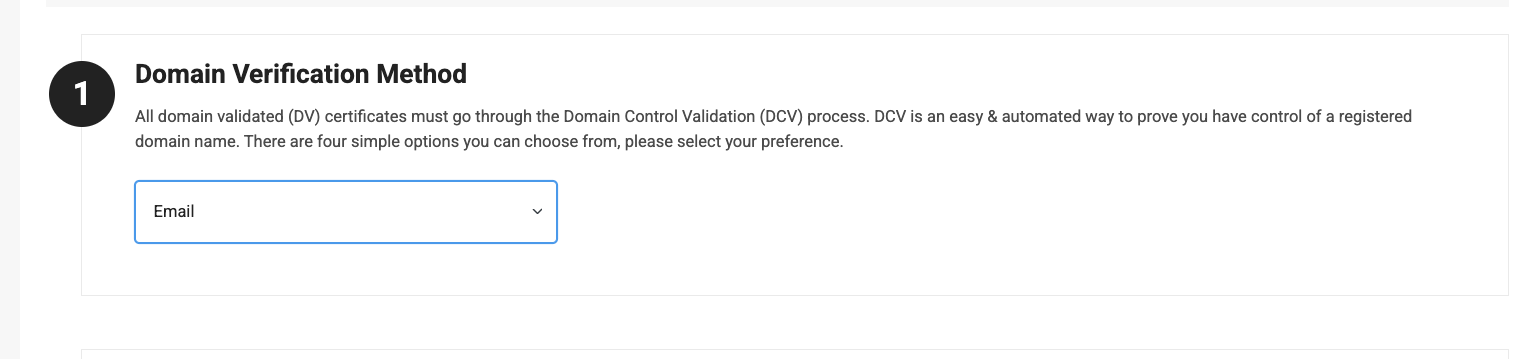 1
Domain Verification Method
All domain validated (DV) certificates must go through the Domain Control Validation (DCV) process. DCV is an easy & automated way to prove you have control of a registered
domain name. There are four simple options you can choose from, please select your preference.
Email